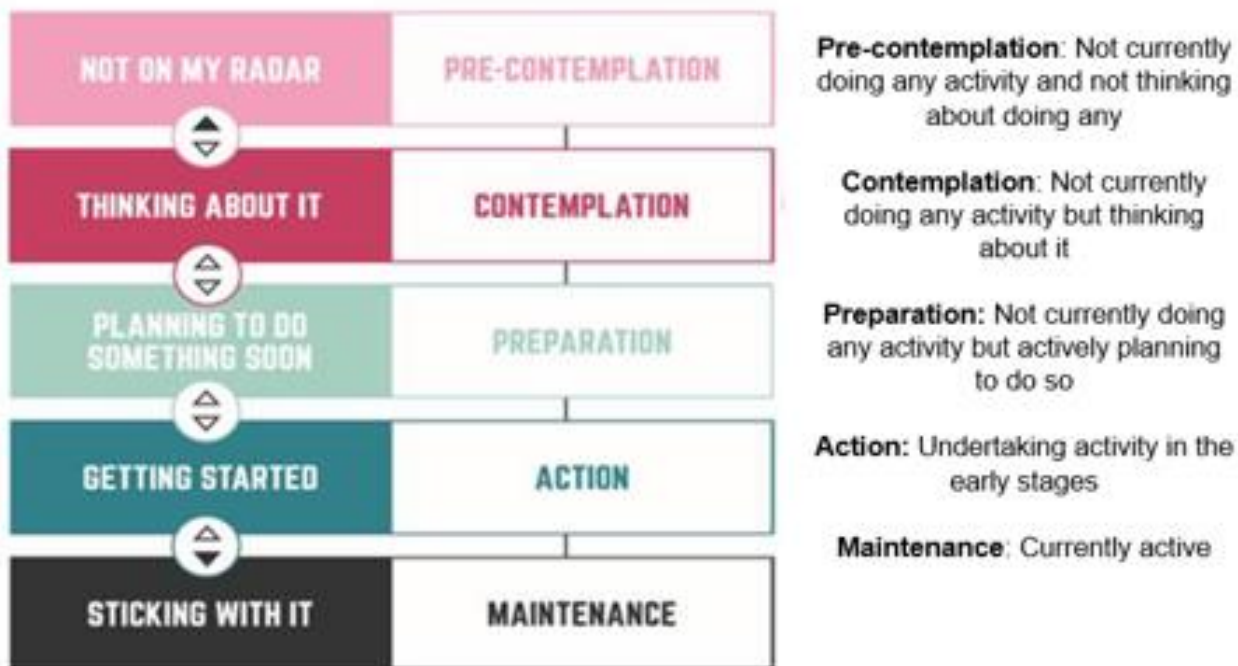 NOT ON MY RADAR
PRE-CONTEMPLATION
Pre-contemplation: Not currently
doing any activity and not thinking
about doing any
THINKING ABOUT IT
CONTEMPLATION
Contemplation: Not currently
doing any activity but thinking
about it
PLANNING TO DO
SOMETHING SOON
PREPARATION
Preparation: Not currently doing
any activity but actively planning
to do so
GETTING STARTED
ACTION
Action: Undertaking activity in the
early stages
STICKING WITH IT
MAINTENANCE
Maintenance: Currently active